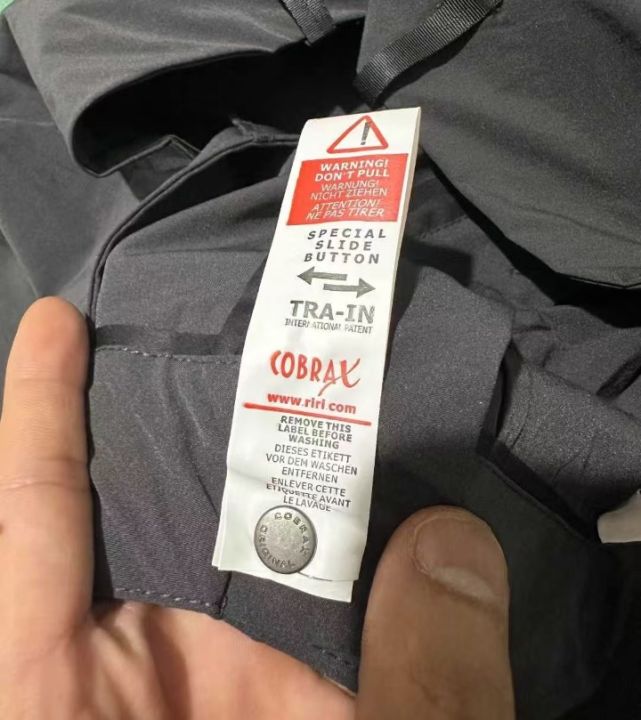 WARNING!
DON'T PULL
WARNUNG!
NICHT ZIEHEN
ATTENTION!
NE PAS TIRER
SPECIAL
SLIDE
BUTTON
TRA-IN
INTERNATIONAL PATENT
COBRAX
www.riri.com
REMOVE THIS
LABEL BEFORE
WASHING
DIESES ETIKETT
VOR DEM WASCHEN
ENTFERNEN
ENLEVER CETTE
ETIQUETTE AVANT
LE LAVAGE
COBRAX
ORIGINAL